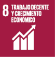 8 TRABAJO DECENTE
Y CRECIMIENTO
ECONÓMICO